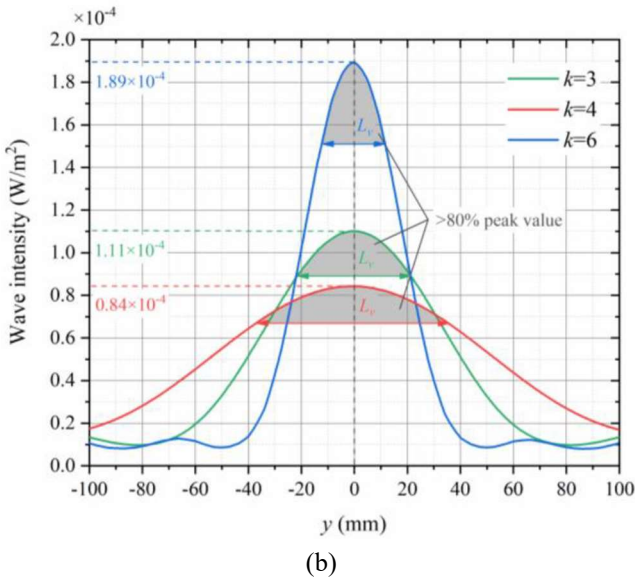 ×10⁻⁴
2.0
1.8
1.6
1.4
1.2
1.0
0.8
0.6
0.4
0.2
0.0
Wave intensity (W/m²)
1.89×10⁻⁴
1.11×10⁻⁴
0.84×10⁻⁴
k=3
k=4
k=6
Lᵥ
>80% peak value
Lᵥ
Lᵥ
-100 -80 -60 -40 -20 0 20 40 60 80 100
y (mm)
(b)